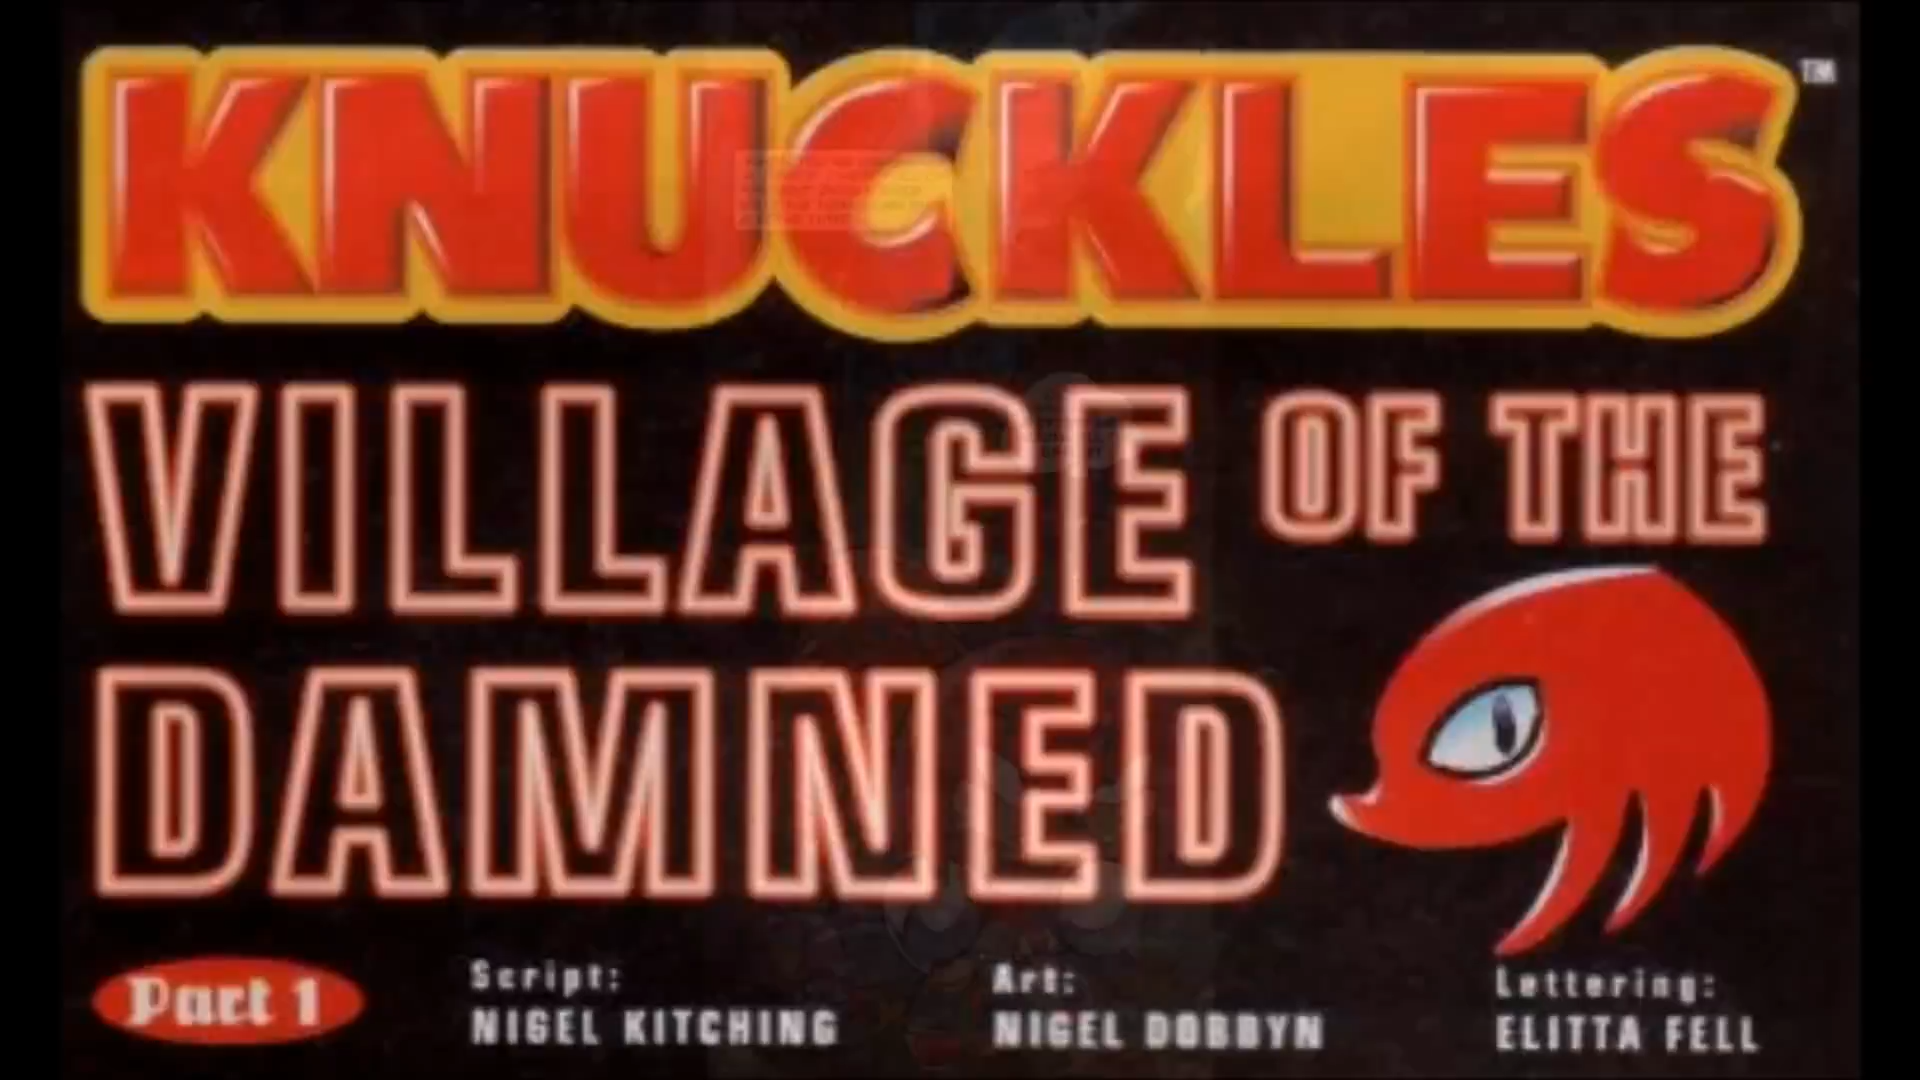 KNUCKLES™
VILLAGE OF THE
DAMNED
Part 1
Script:
NIGEL KITCHING
Art:
NIGEL DOBBYN
Lettering:
ELITTA FELL